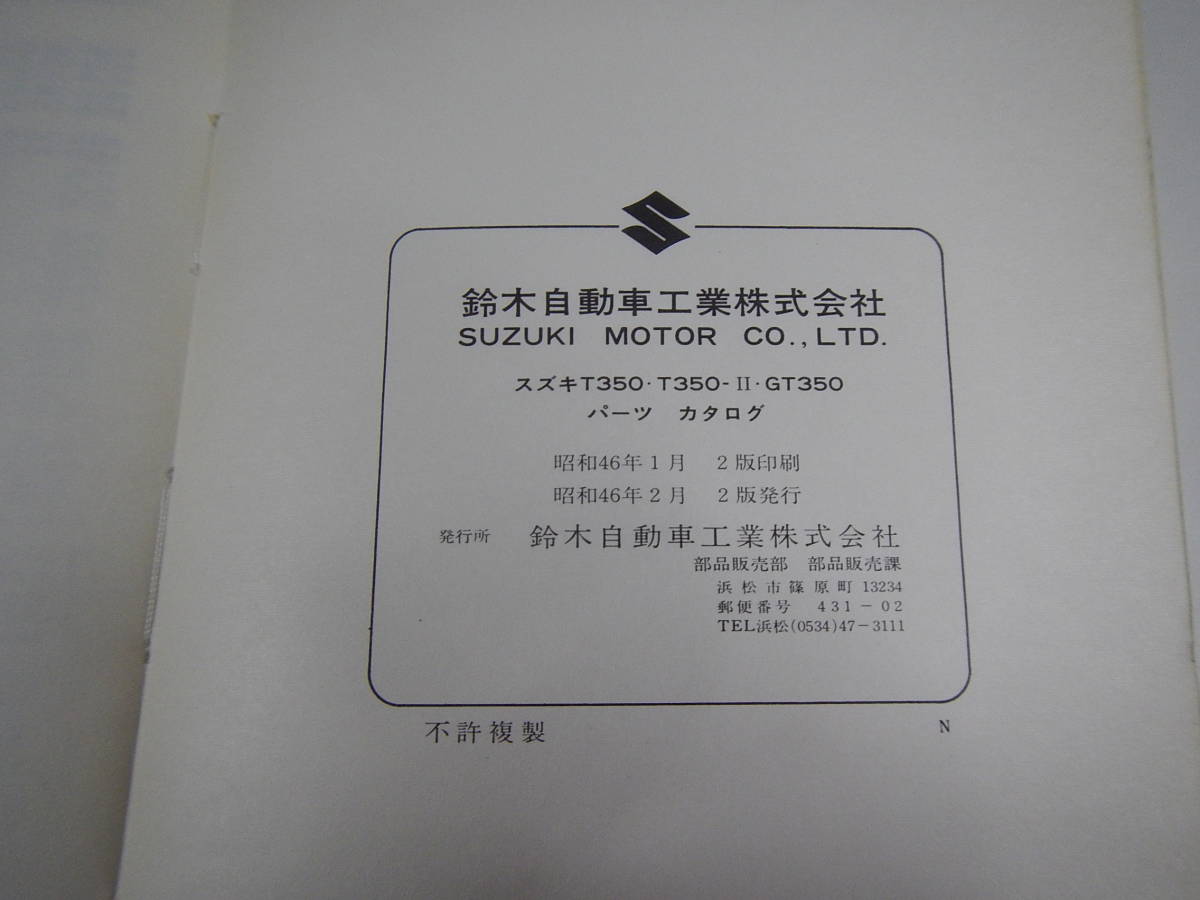 鈴木自動車工業株式会社
SUZUKI MOTOR CO., LTD.
スズキT350・T350-II・GT350
パーツ カタログ
昭和46年1月 2版印刷
昭和46年2月 2版発行
発行所 鈴木自動車工業株式会社
部品販売部 部品販売課
浜松市篠原町13234
郵便番号 431-02
TEL浜松(0534)47-3111
不許複製 N